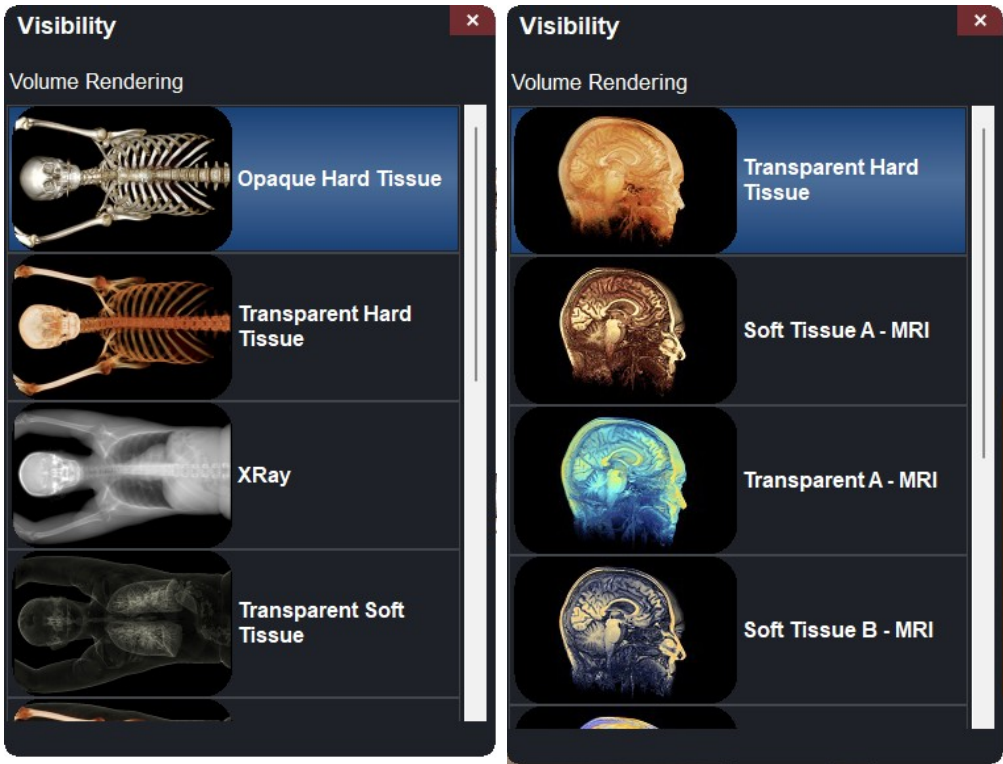 Visibility
×
Volume Rendering
Opaque Hard Tissue
Transparent Hard
Tissue
XRay
Transparent Soft
Tissue
Visibility
×
Volume Rendering
Transparent Hard
Tissue
Soft Tissue A - MRI
Transparent A - MRI
Soft Tissue B - MRI